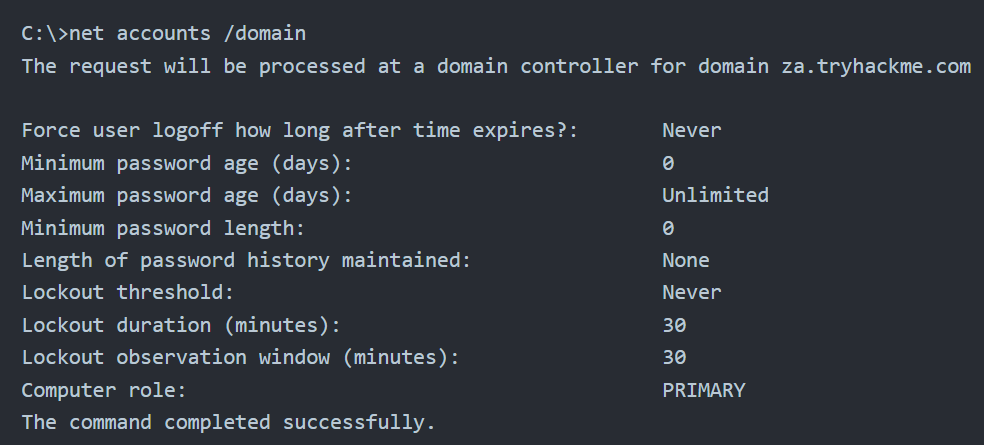 C:\>net accounts /domain
The request will be processed at a domain controller for domain za.tryhackme.com
Force user logoff how long after time expires?: Never
Minimum password age (days): 0
Maximum password age (days): Unlimited
Minimum password length: 0
Length of password history maintained: None
Lockout threshold: Never
Lockout duration (minutes): 30
Lockout observation window (minutes): 30
Computer role: PRIMARY
The command completed successfully.